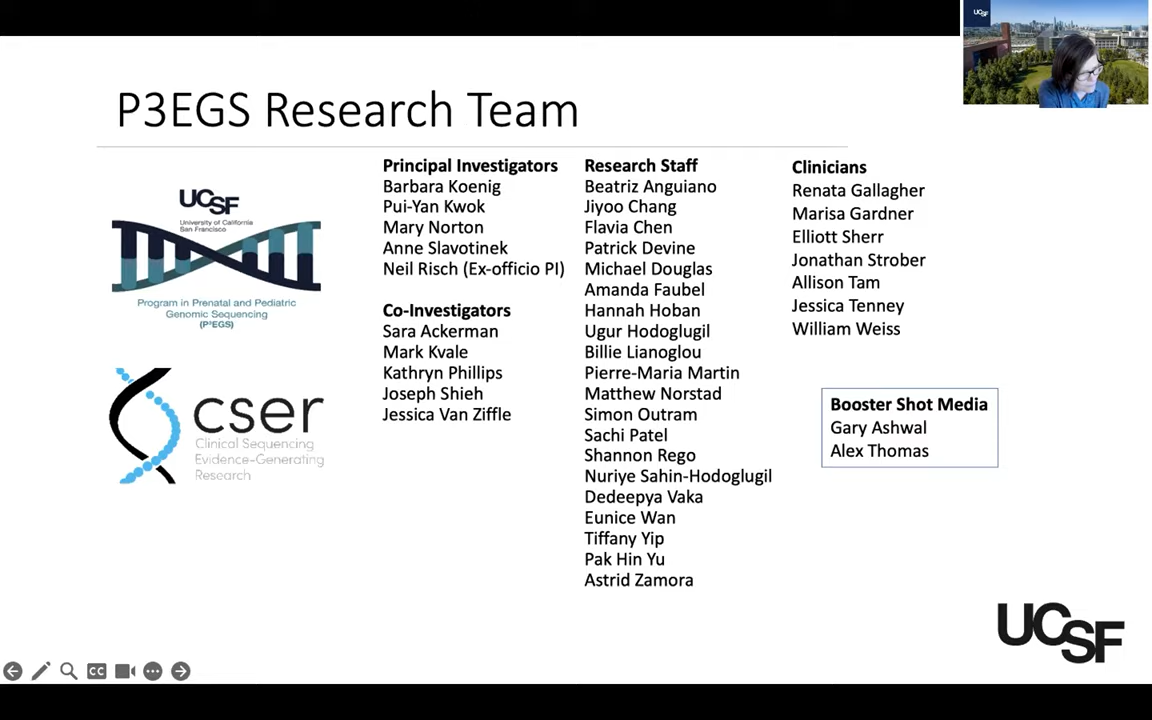 UCSF
P3EGS Research Team
UCSF
University of California
San Francisco
Program in Prenatal and Pediatric
Genomic Sequencing
(P³EGS)
cser
Clinical Sequencing
Evidence-Generating
Research
Principal Investigators
Barbara Koenig
Pui-Yan Kwok
Mary Norton
Anne Slavotinek
Neil Risch (Ex-officio PI)
Co-Investigators
Sara Ackerman
Mark Kvale
Kathryn Phillips
Joseph Shieh
Jessica Van Ziffle
Research Staff
Beatriz Anguiano
Jiyoo Chang
Flavia Chen
Patrick Devine
Michael Douglas
Amanda Faubel
Hannah Hoban
Ugur Hodoglugil
Billie Lianoglou
Pierre-Maria Martin
Matthew Norstad
Simon Outram
Sachi Patel
Shannon Rego
Nuriye Sahin-Hodoglugil
Dedeepya Vaka
Eunice Wan
Tiffany Yip
Pak Hin Yu
Astrid Zamora
Clinicians
Renata Gallagher
Marisa Gardner
Elliott Sherr
Jonathan Strober
Allison Tam
Jessica Tenney
William Weiss
Booster Shot Media
Gary Ashwal
Alex Thomas
UCSF
CC